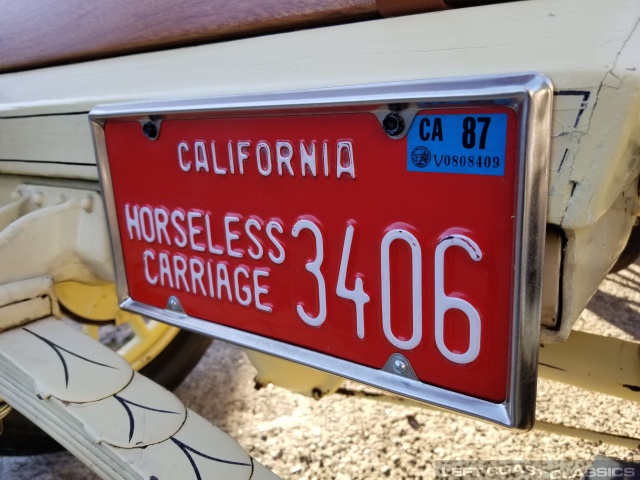 CALIFORNIA
CA 87
V0808409
HORSELESS
CARRIAGE
3406
LEFT COAST CLASSICS